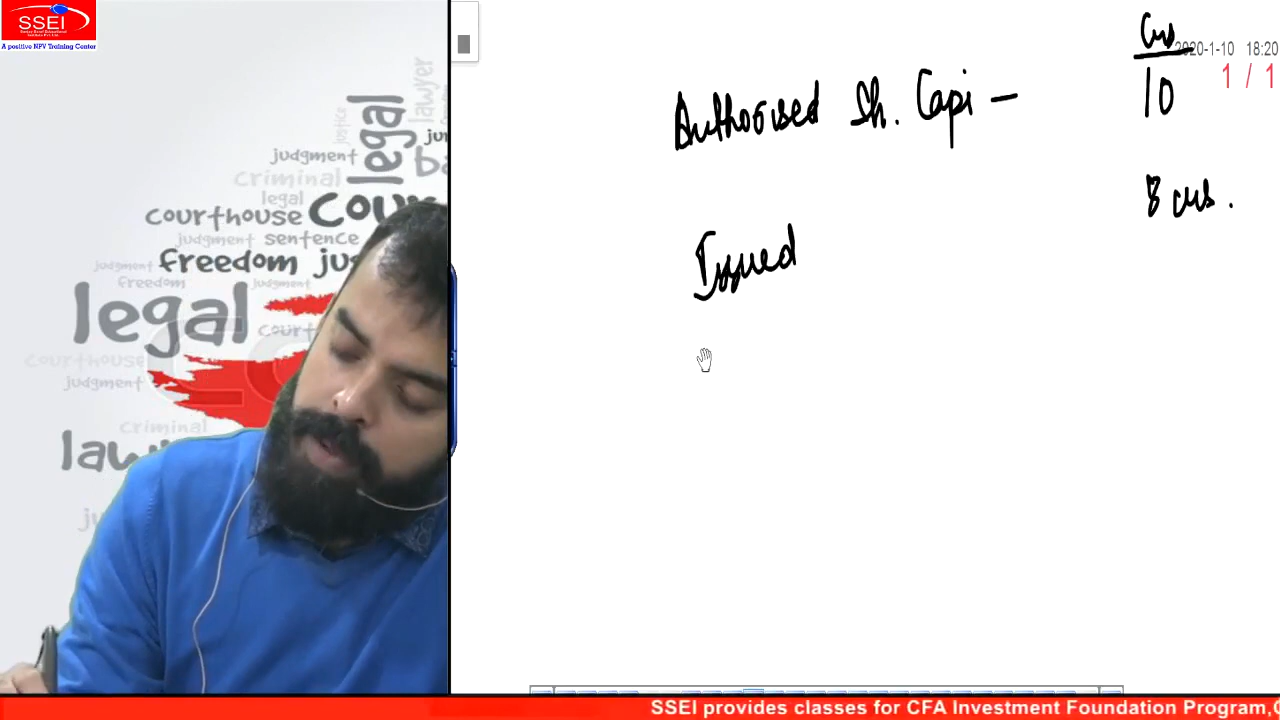 SSEI
A positive NPV Training Center
lawyer
justice
legal
judgment
criminal
legal
courthouse
judgment sentence
judgment freedom
freedom judgment
legal
courthouse
judgment
criminal
Crs
2020-1-10 18:20
1 / 1
Authorised Sh. Capi — 10
8 crs.
Issued
SSEI provides classes for CFA Investment Foundation Program,